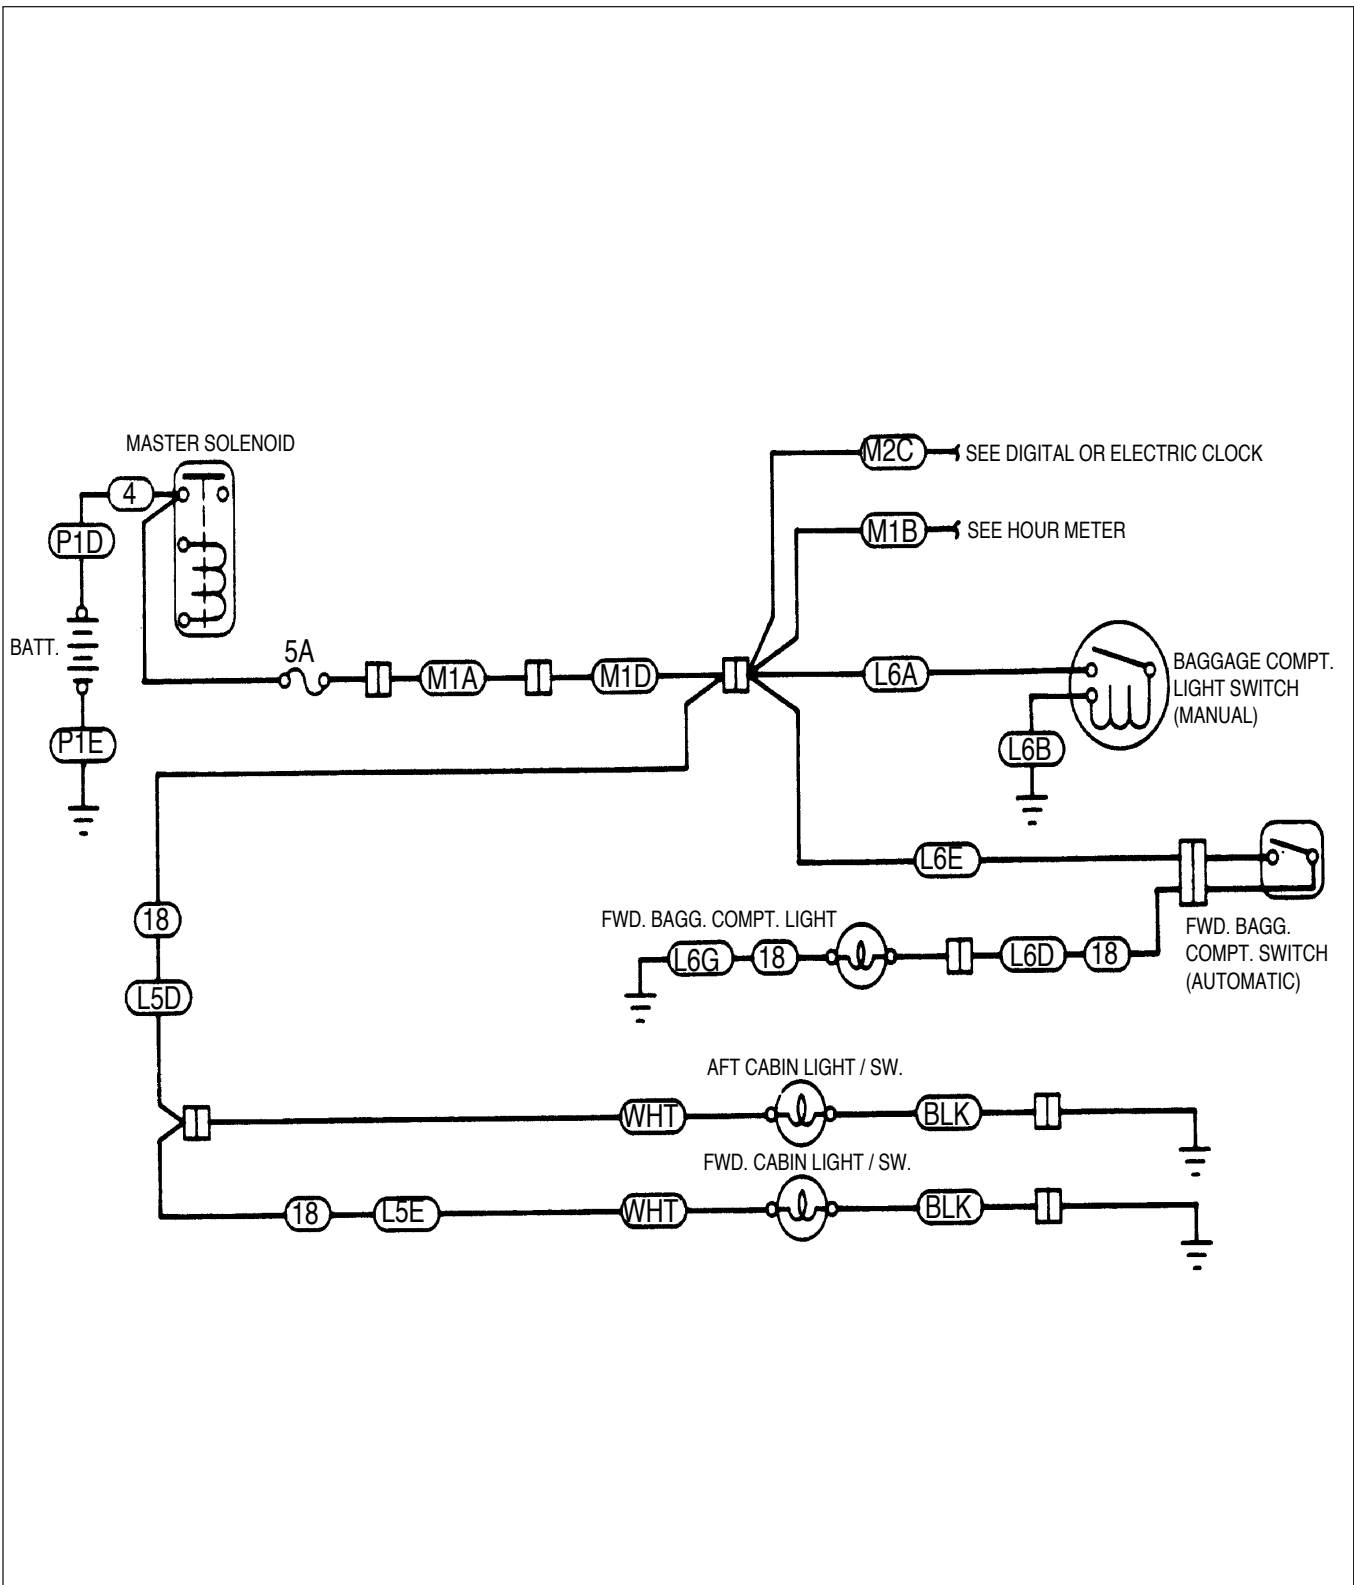 MASTER SOLENOID
4
P1D
BATT.
P1E
5A
M1A
M1D
M2C
SEE DIGITAL OR ELECTRIC CLOCK
M1B
SEE HOUR METER
L6A
BAGGAGE COMPT.
LIGHT SWITCH
(MANUAL)
L6B
L6E
FWD. BAGG.
COMPT. SWITCH
(AUTOMATIC)
FWD. BAGG. COMPT. LIGHT
L6G
18
L6D
18
18
L5D
AFT CABIN LIGHT / SW.
WHT
BLK
FWD. CABIN LIGHT / SW.
18
L5E
WHT
BLK